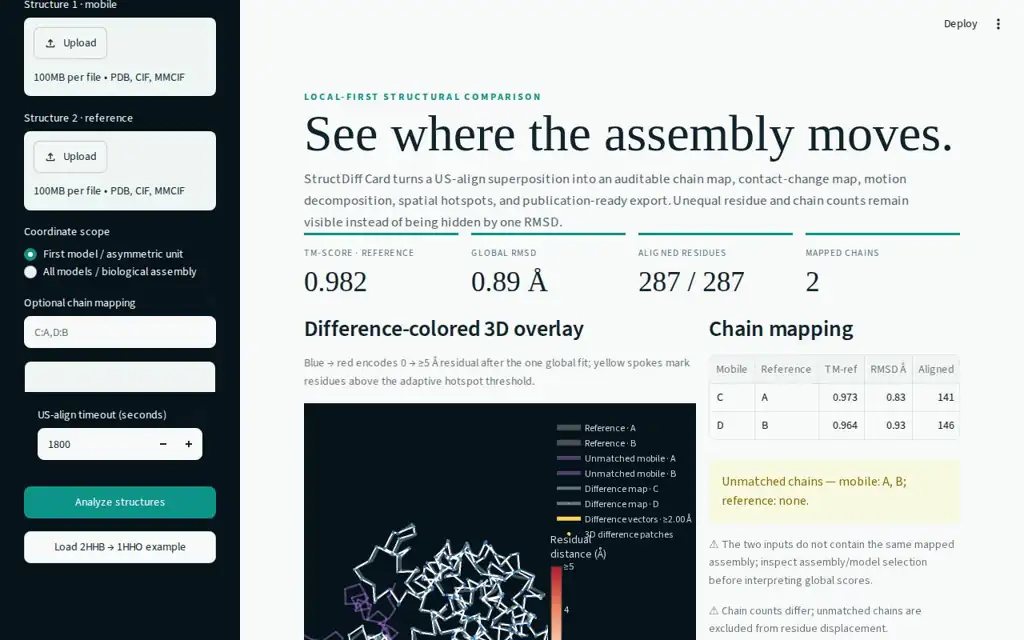 Structure 1 · mobile
Upload
100MB per file • PDB, CIF, MMCIF
Structure 2 · reference
Upload
100MB per file • PDB, CIF, MMCIF
Coordinate scope
First model / asymmetric unit
All models / biological assembly
Optional chain mapping
C:A,D:B
US-align timeout (seconds)
1800
Analyze structures
Load 2HHB → 1HHO example
Deploy
LOCAL-FIRST STRUCTURAL COMPARISON
See where the assembly moves.
StructDiff Card turns a US-align superposition into an auditable chain map, contact-change map, motion
decomposition, spatial hotspots, and publication-ready export. Unequal residue and chain counts remain
visible instead of being hidden by one RMSD.
TM-SCORE · REFERENCE
0.982
GLOBAL RMSD
0.89 Å
ALIGNED RESIDUES
287 / 287
MAPPED CHAINS
2
Difference-colored 3D overlay
Blue → red encodes 0 → ≥5 Å residual after the one global fit; yellow spokes mark
residues above the adaptive hotspot threshold.
Reference · A
Reference · B
Unmatched mobile · A
Unmatched mobile · B
Difference map · C
Difference map · D
Difference vectors · ≥2.00 Å
3D difference patches
Residual
distance (Å)
≥5
4
Chain mapping
Mobile Reference TM-ref RMSD Å Aligned
C A 0.973 0.83 141
D B 0.964 0.93 146
Unmatched chains — mobile: A, B;
reference: none.
⚠ The two inputs do not contain the same mapped
assembly; inspect assembly/model selection
before interpreting global scores.
⚠ Chain counts differ; unmatched chains are
excluded from residue displacement.